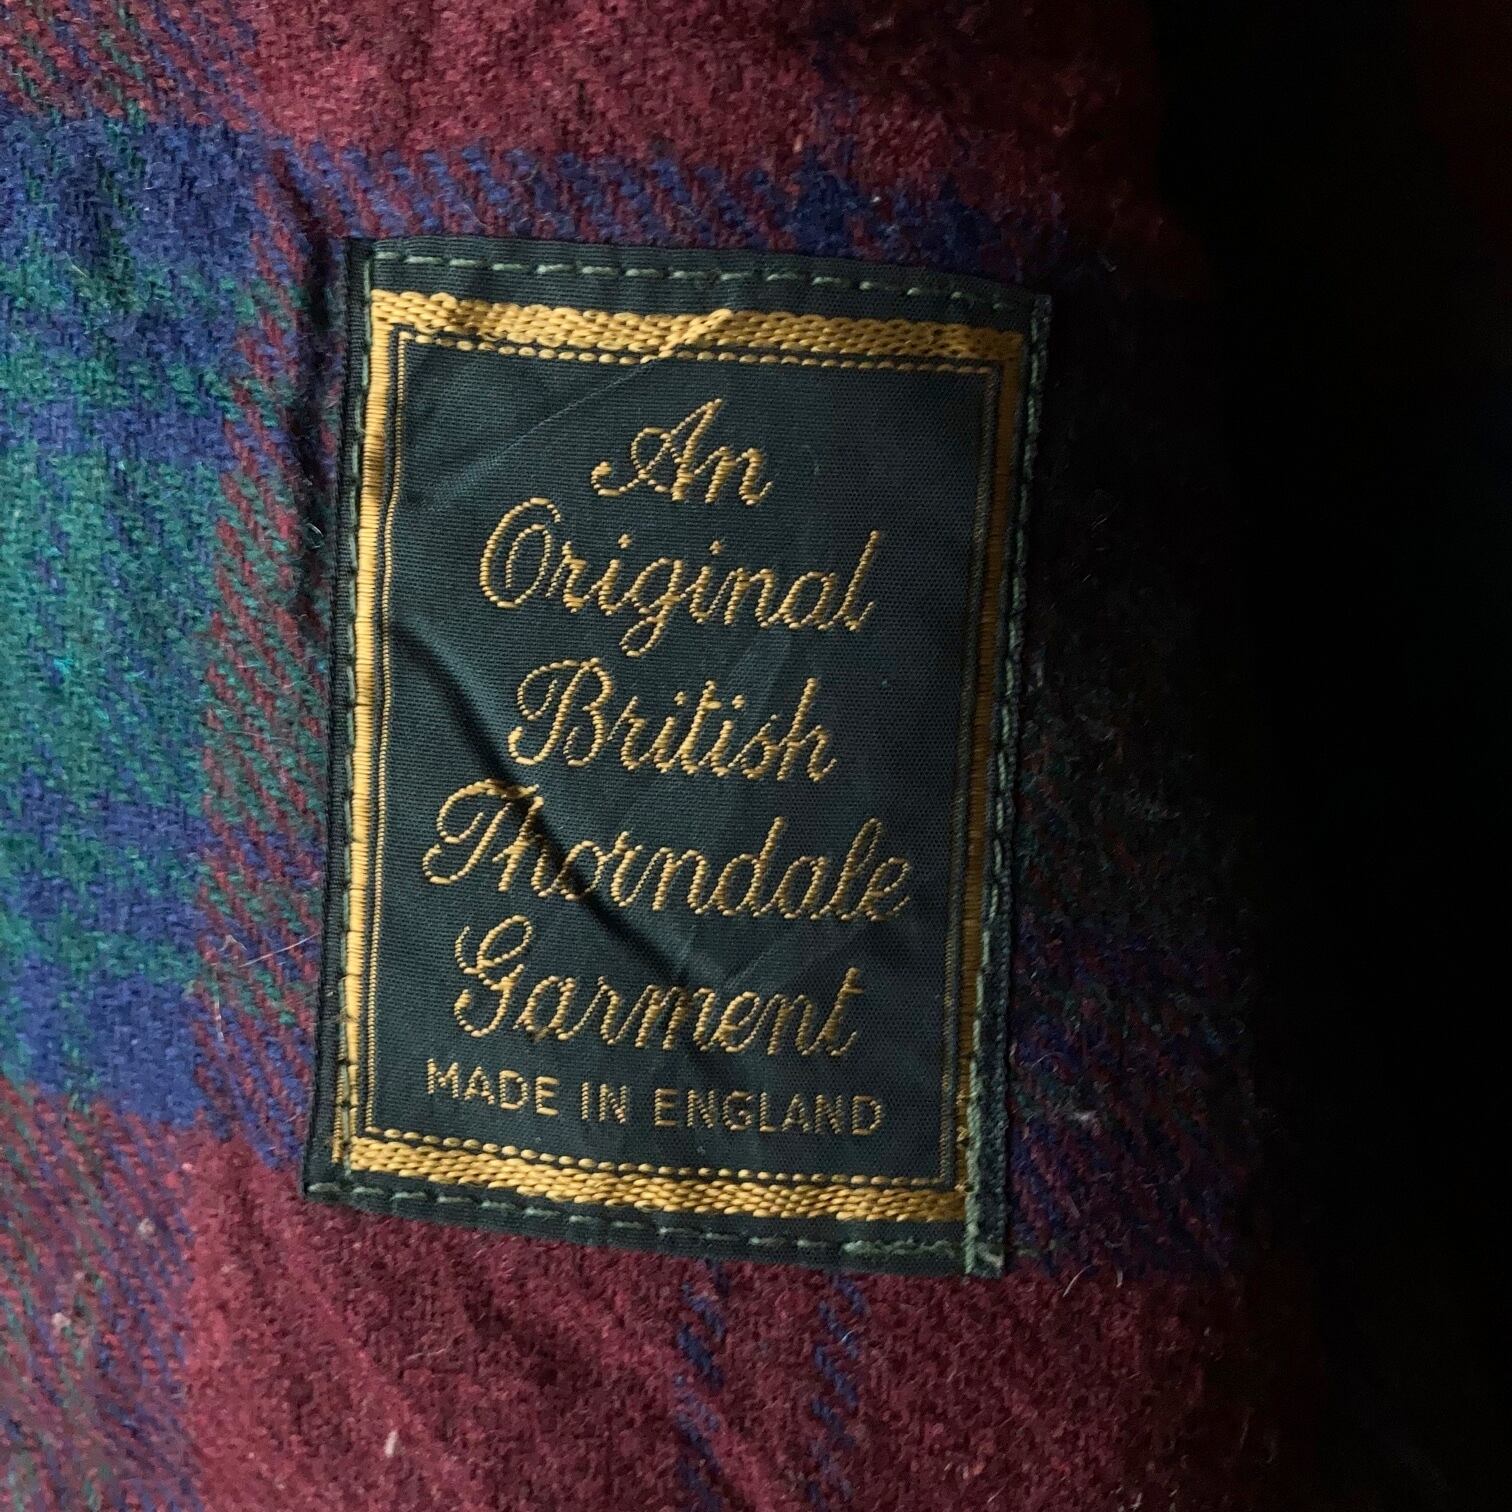 An
Original
British
Thorndale
Garment
MADE IN ENGLAND